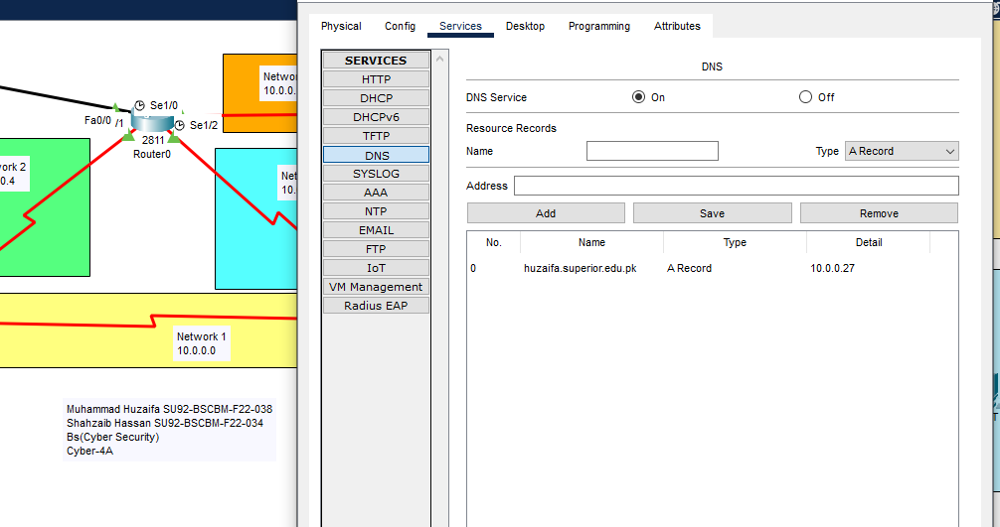 Physical Config Services Desktop Programming Attributes
SERVICES
HTTP
DHCP
DHCPv6
TFTP
DNS
SYSLOG
AAA
NTP
EMAIL
FTP
IoT
VM Management
Radius EAP
DNS
DNS Service On Off
Resource Records
Name Type A Record
Address
Add Save Remove
No. Name Type Detail
0 huzaifa.superior.edu.pk A Record 10.0.0.27
Se1/0
Fa0/0 /1 Se1/2
2811
Router0
10.0.0.
2
0.4
10.
Network 1
10.0.0.0
Muhammad Huzaifa SU92-BSCBM-F22-038
Shahzaib Hassan SU92-BSCBM-F22-034
Bs(Cyber Security)
Cyber-4A